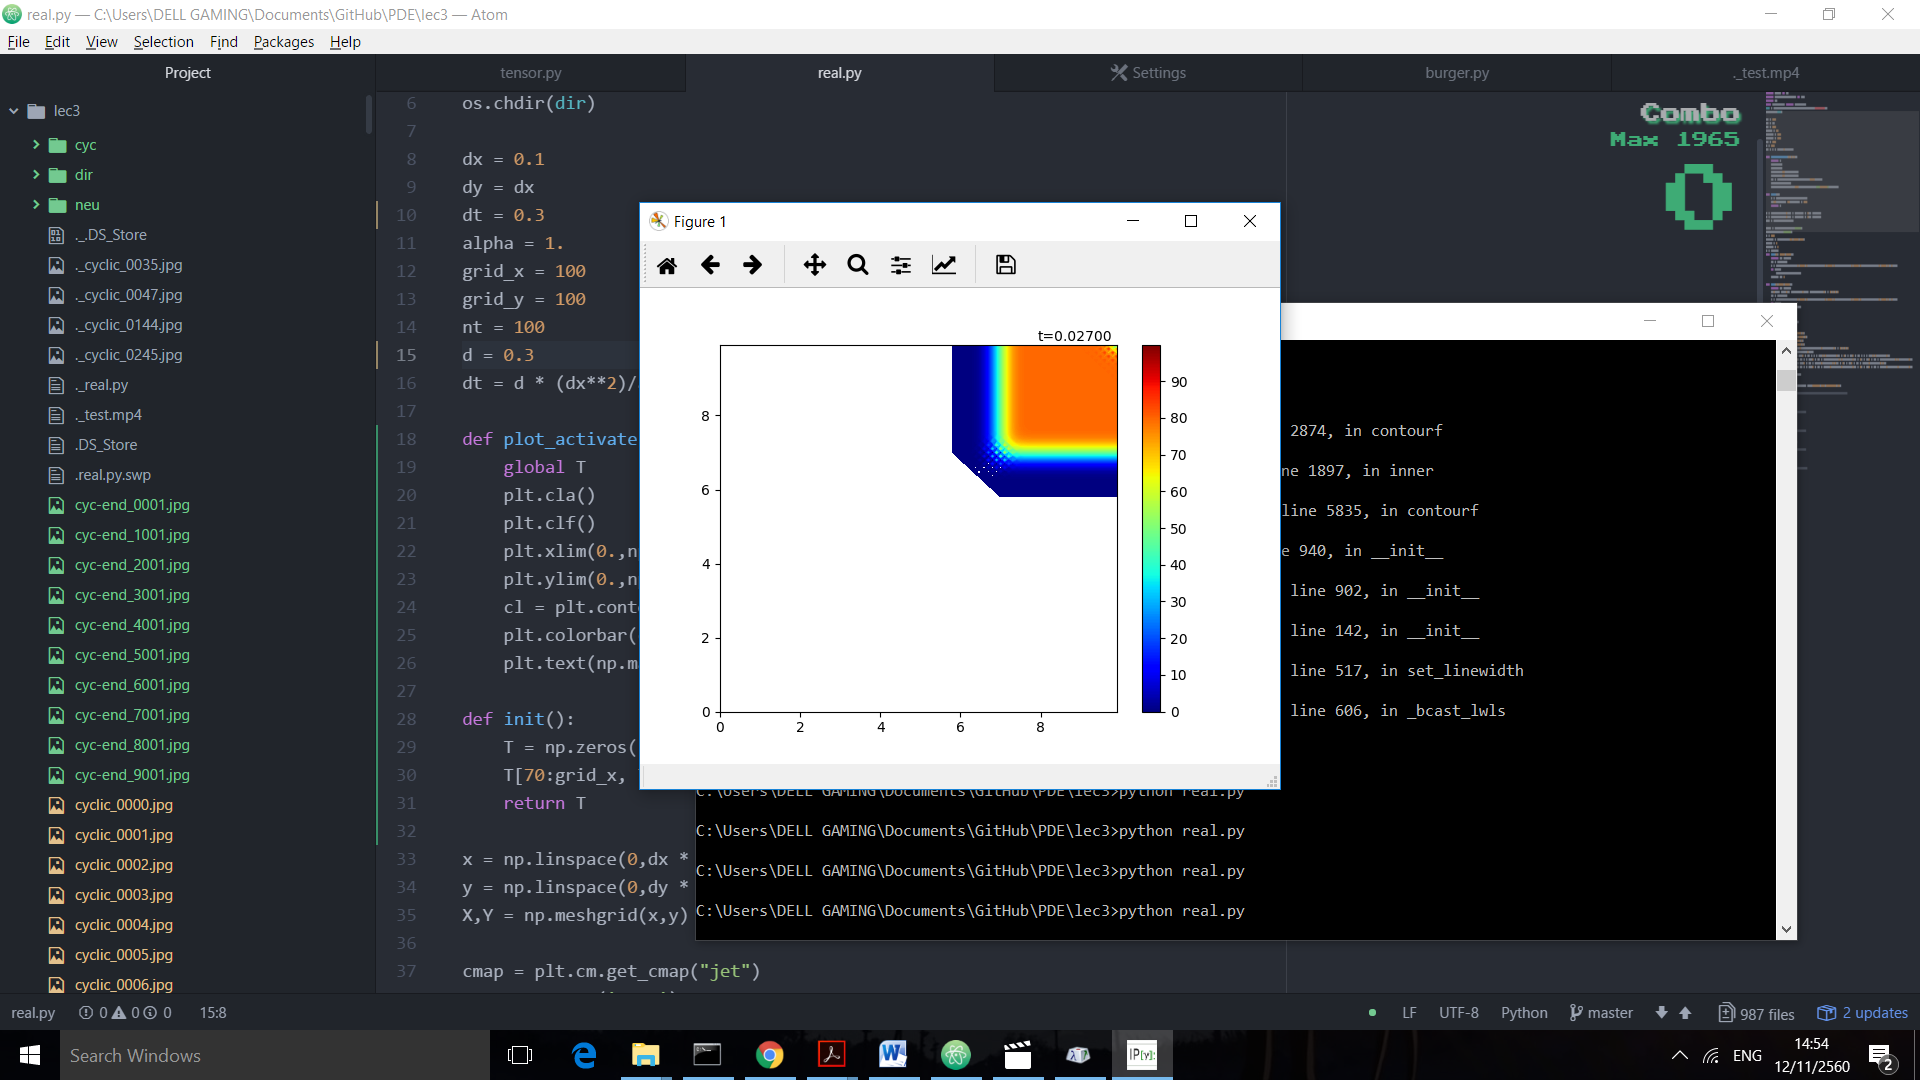 real.py — C:\Users\DELL GAMING\Documents\GitHub\PDE\lec3 — Atom
File Edit View Selection Find Packages Help
Project
tensor.py real.py Settings burger.py ._test.mp4
lec3
cyc
dir
neu
._.DS_Store
._cyclic_0035.jpg
._cyclic_0047.jpg
._cyclic_0144.jpg
._cyclic_0245.jpg
._real.py
._test.mp4
.DS_Store
.real.py.swp
cyc-end_0001.jpg
cyc-end_1001.jpg
cyc-end_2001.jpg
cyc-end_3001.jpg
cyc-end_4001.jpg
cyc-end_5001.jpg
cyc-end_6001.jpg
cyc-end_7001.jpg
cyc-end_8001.jpg
cyc-end_9001.jpg
cyclic_0000.jpg
cyclic_0001.jpg
cyclic_0002.jpg
cyclic_0003.jpg
cyclic_0004.jpg
cyclic_0005.jpg
cyclic_0006.jpg
6 os.chdir(dir)
7
8 dx = 0.1
9 dy = dx
10 dt = 0.3
11 alpha = 1.
12 grid_x = 100
13 grid_y = 100
14 nt = 100
15 d = 0.3
16 dt = d * (dx**2)/
17
18 def plot_activate
19 global T
20 plt.cla()
21 plt.clf()
22 plt.xlim(0.,n
23 plt.ylim(0.,n
24 cl = plt.cont
25 plt.colorbar(
26 plt.text(np.m
27
28 def init():
29 T = np.zeros(
30 T[70:grid_x,
31 return T
32
33 x = np.linspace(0,dx *
34 y = np.linspace(0,dy *
35 X,Y = np.meshgrid(x,y)
36
37 cmap = plt.cm.get_cmap("jet")
Combo
Max 1965
0
Figure 1
t=0.02700
8
6
4
2
0
0 2 4 6 8
90
80
70
60
50
40
30
20
10
0
2874, in contourf
ne 1897, in inner
line 5835, in contourf
e 940, in __init__
line 902, in __init__
line 142, in __init__
line 517, in set_linewidth
line 606, in _bcast_lwls
C:\Users\DELL GAMING\Documents\GitHub\PDE\lec3>python real.py
C:\Users\DELL GAMING\Documents\GitHub\PDE\lec3>python real.py
C:\Users\DELL GAMING\Documents\GitHub\PDE\lec3>python real.py
C:\Users\DELL GAMING\Documents\GitHub\PDE\lec3>python real.py
real.py 0 0 0 15:8 LF UTF-8 Python master 987 files 2 updates
Search Windows
IP[y]:
ENG
14:54
12/11/2560
2